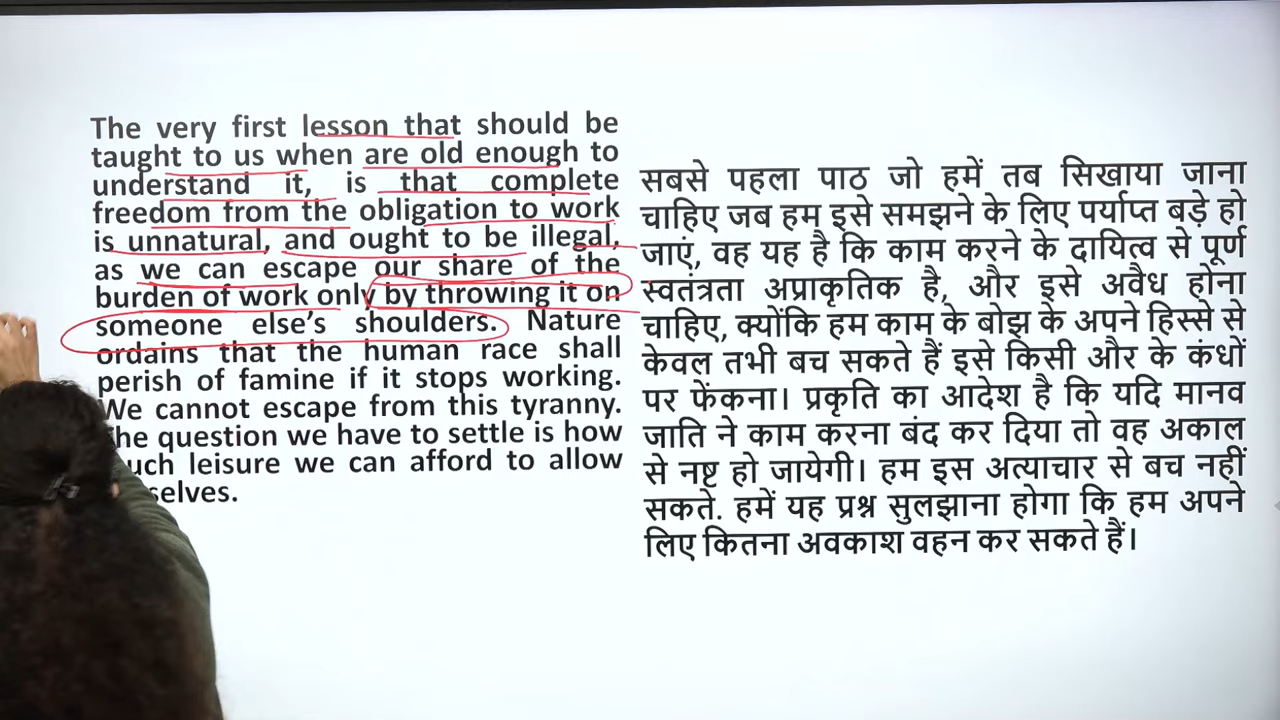 The very first lesson that should be
taught to us when are old enough to
understand it, is that complete
freedom from the obligation to work
is unnatural, and ought to be illegal,
as we can escape our share of the
burden of work only by throwing it on
someone else's shoulders. Nature
ordains that the human race shall
perish of famine if it stops working.
We cannot escape from this tyranny.
The question we have to settle is how
uch leisure we can afford to allow
selves.
सबसे पहला पाठ जो हमें तब सिखाया जाना
चाहिए जब हम इसे समझने के लिए पर्याप्त बड़े हो
जाएं, वह यह है कि काम करने के दायित्व से पूर्ण
स्वतंत्रता अप्राकृतिक है, और इसे अवैध होना
चाहिए, क्योंकि हम काम के बोझ के अपने हिस्से से
केवल तभी बच सकते हैं इसे किसी और के कंधों
पर फेंकना। प्रकृति का आदेश है कि यदि मानव
जाति ने काम करना बंद कर दिया तो वह अकाल
से नष्ट हो जायेगी। हम इस अत्याचार से बच नहीं
सकते. हमें यह प्रश्न सुलझाना होगा कि हम अपने
लिए कितना अवकाश वहन कर सकते हैं।